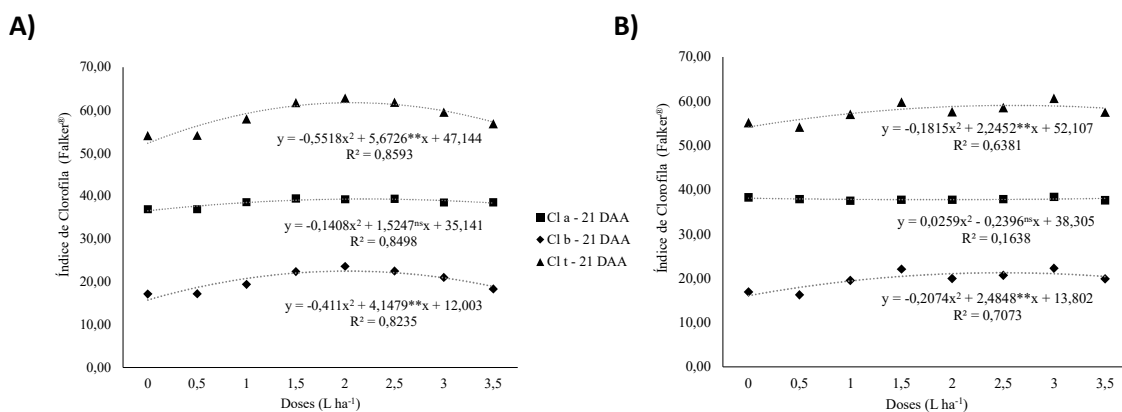 A)
Índice de Clorofila (Falker®)
70,00
60,00
50,00
40,00
30,00
20,00
10,00
0,00
y = -0,5518x² + 5,6726**x + 47,144
R² = 0,8593
y = -0,1408x² + 1,5247ⁿˢx + 35,141
R² = 0,8498
y = -0,411x² + 4,1479**x + 12,003
R² = 0,8235
0 0,5 1 1,5 2 2,5 3 3,5
Doses (L ha⁻¹)
Cl a - 21 DAA
Cl b - 21 DAA
Cl t - 21 DAA
B)
Índice de Clorofila (Falker®)
70,00
60,00
50,00
40,00
30,00
20,00
10,00
0,00
y = -0,1815x² + 2,2452**x + 52,107
R² = 0,6381
y = 0,0259x² - 0,2396ⁿˢx + 38,305
R² = 0,1638
y = -0,2074x² + 2,4848**x + 13,802
R² = 0,7073
0 0,5 1 1,5 2 2,5 3 3,5
Doses (L ha⁻¹)